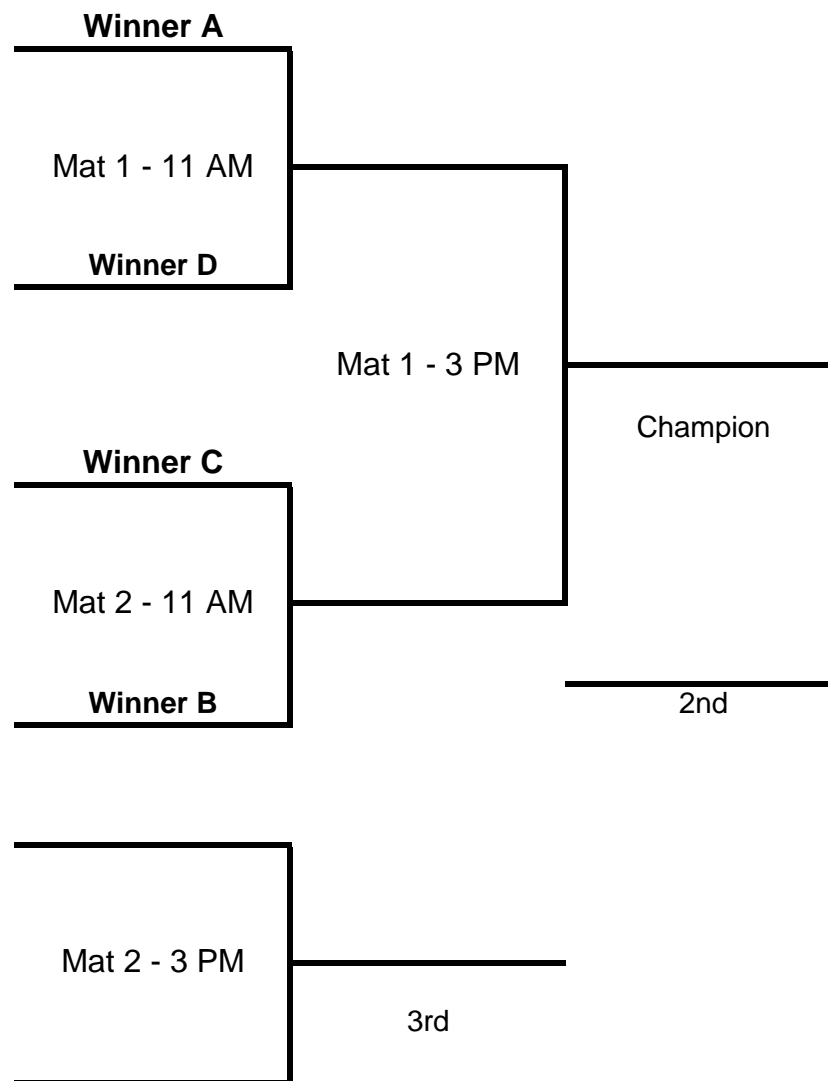 Winner A
Mat 1 - 11 AM
Winner D
Mat 1 - 3 PM
Champion
Winner C
Mat 2 - 11 AM
Winner B
2nd
Mat 2 - 3 PM
3rd